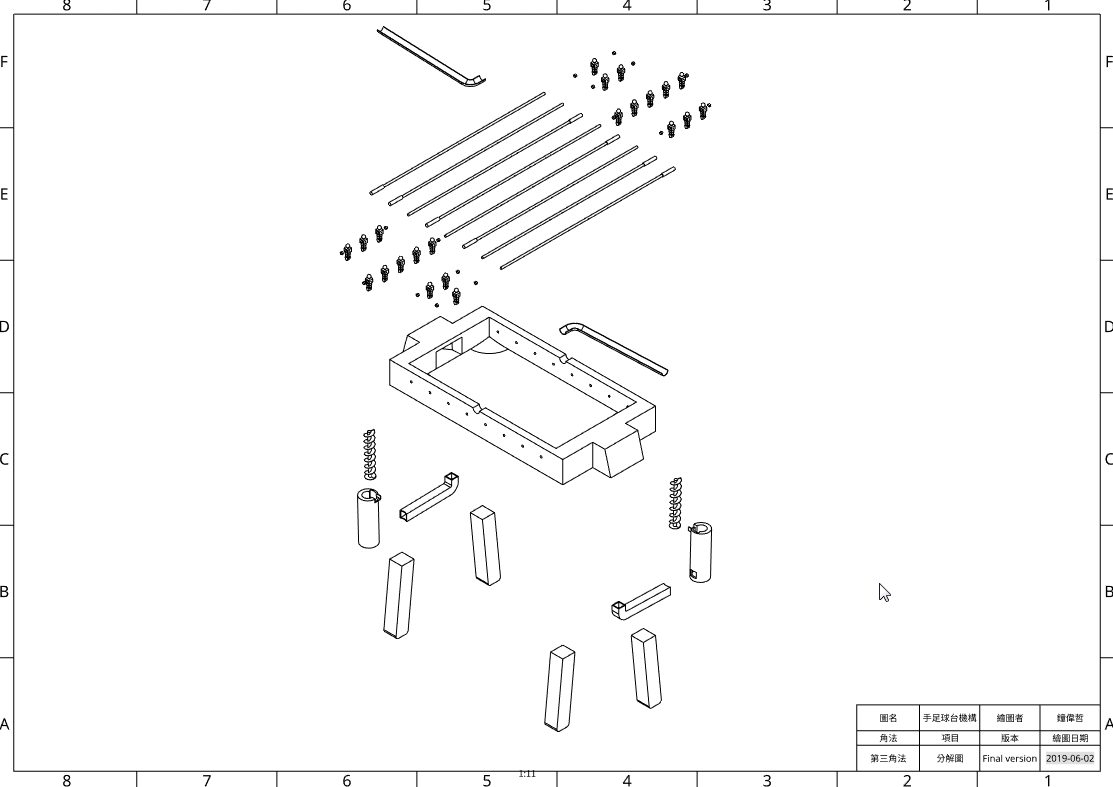 8 7 6 5 4 3 2 1
F F
E E
D D
C C
B B
A A
圖名 手足球台機構 繪圖者 鐘偉哲
角法 項目 版本 繪圖日期
第三角法 分解圖 Final version 2019-06-02
1:11
8 7 6 5 4 3 2 1